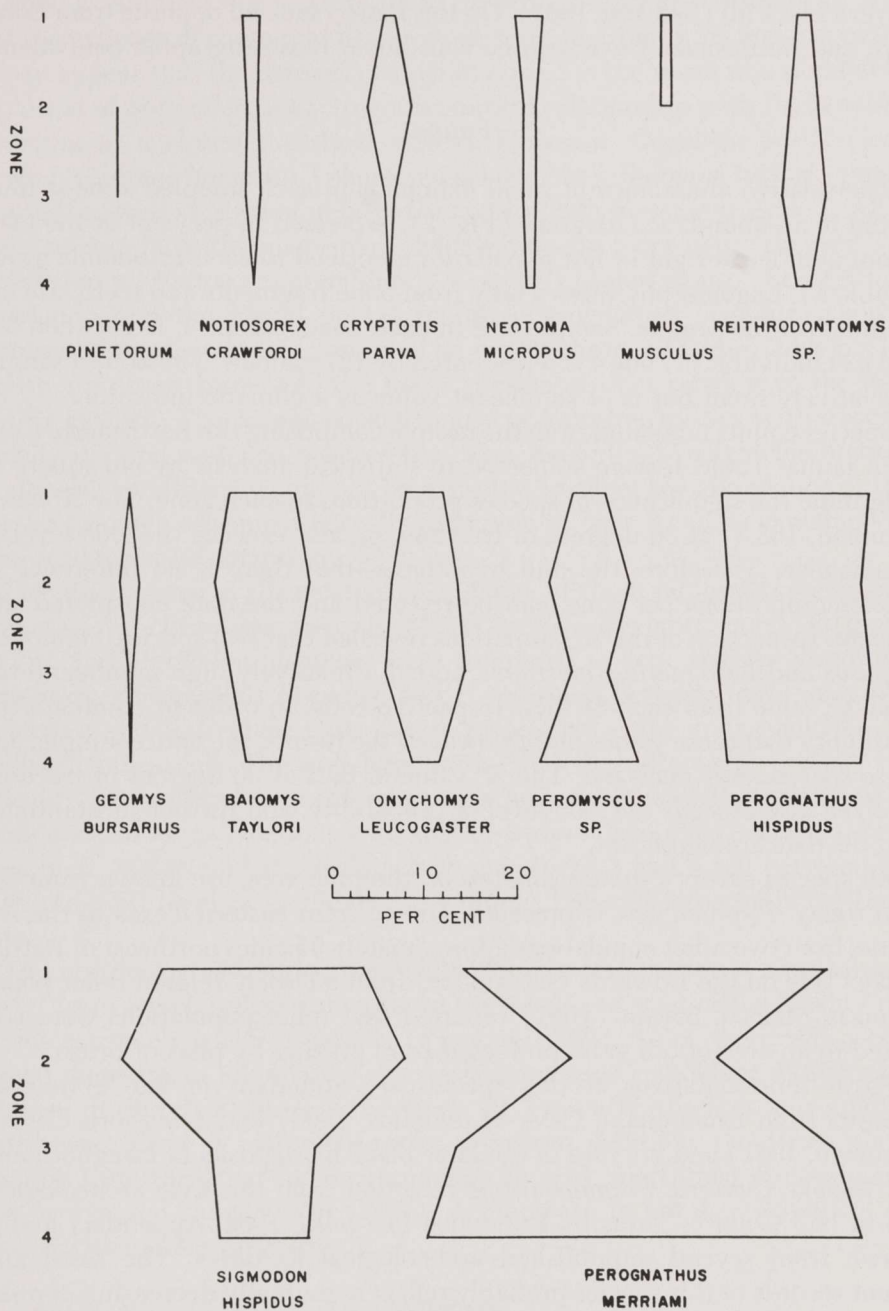 1
2
3
4
ZONE
PITYMYS PINETORUM
NOTIOSOREX CRAWFORDI
CRYPTOTIS PARVA
NEOTOMA MICROPUS
MUS MUSCULUS
REITHRODONTOMYS SP.
1
2
3
4
ZONE
GEOMYS BURSARIUS
BAIOMYS TAYLORI
ONYCHOMYS LEUCOGASTER
PEROMYSCUS SP.
PEROGNATHUS HISPIDUS
0 10 20
PER CENT
1
2
3
4
ZONE
SIGMODON HISPIDUS
PEROGNATHUS MERRIAMI